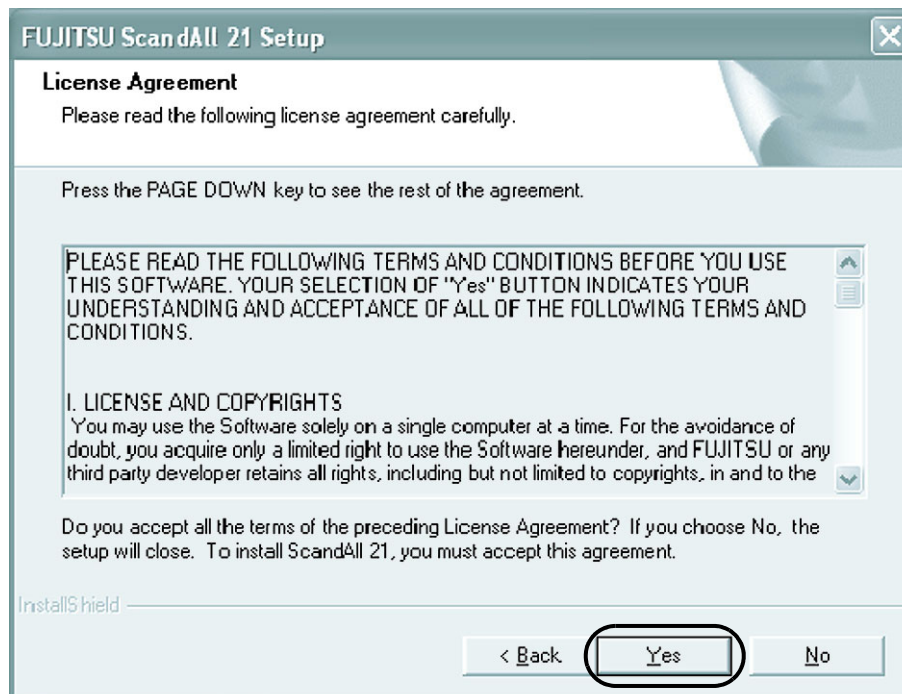 FUJITSU ScandAll 21 Setup
License Agreement
Please read the following license agreement carefully.
Press the PAGE DOWN key to see the rest of the agreement.
PLEASE READ THE FOLLOWING TERMS AND CONDITIONS BEFORE YOU USE
THIS SOFTWARE. YOUR SELECTION OF "Yes" BUTTON INDICATES YOUR
UNDERSTANDING AND ACCEPTANCE OF ALL OF THE FOLLOWING TERMS AND
CONDITIONS.
I. LICENSE AND COPYRIGHTS
You may use the Software solely on a single computer at a time. For the avoidance of
doubt, you acquire only a limited right to use the Software hereunder, and FUJITSU or any
third party developer retains all rights, including but not limited to copyrights, in and to the
Do you accept all the terms of the preceding License Agreement? If you choose No, the
setup will close. To install ScandAll 21, you must accept this agreement.
InstallShield
< Back Yes No